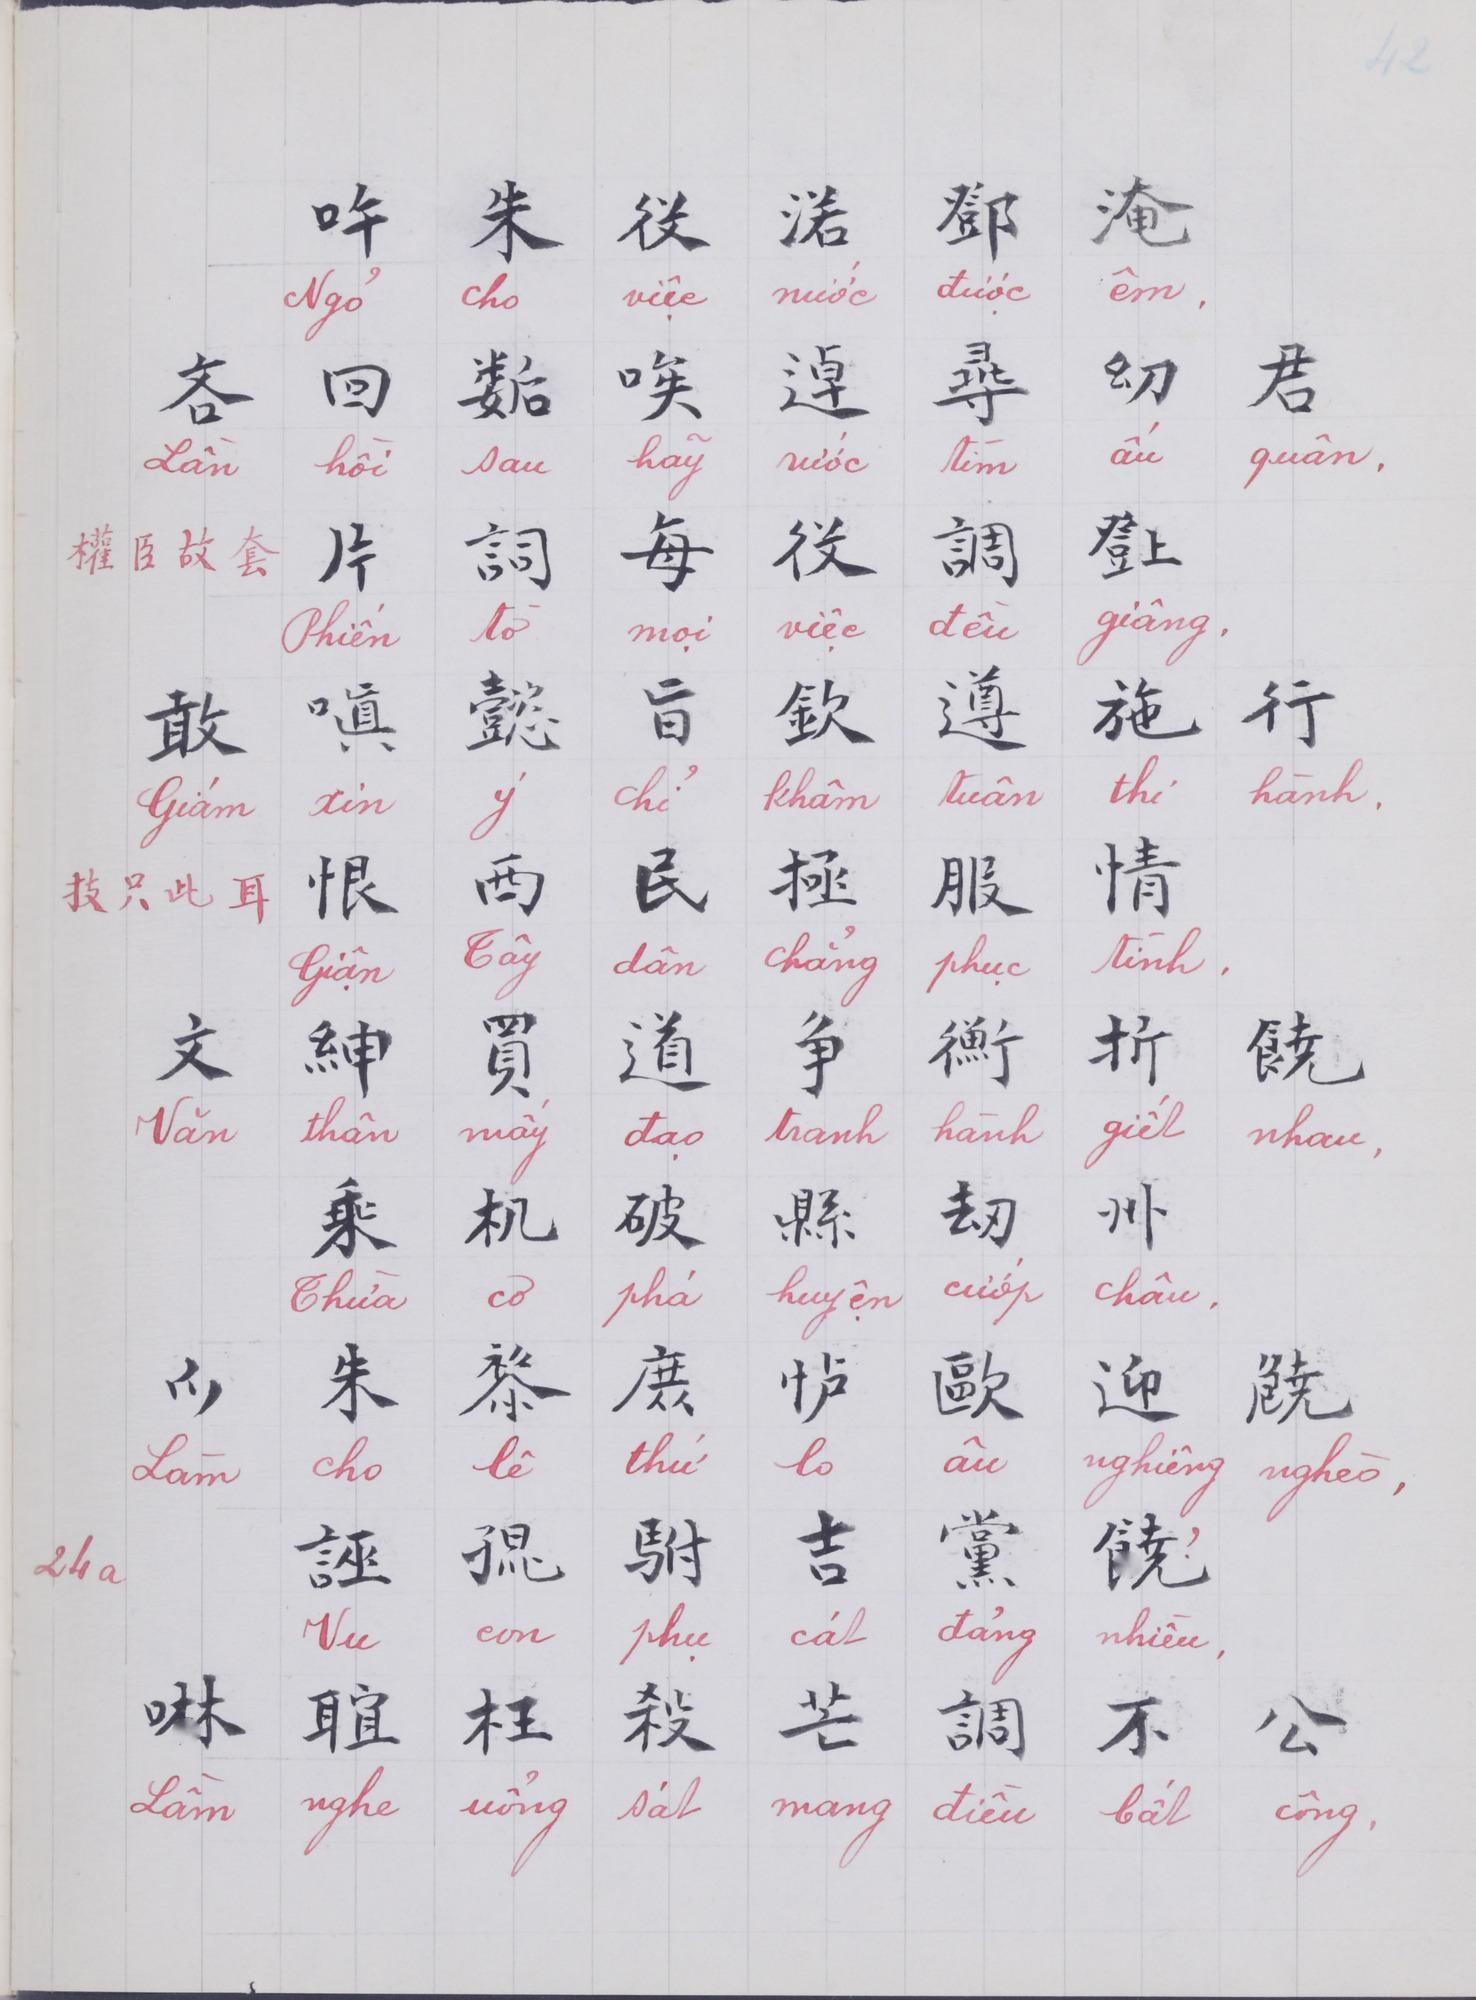 42
吘朱役渃鄧淹
Ngỏ cho việc nước được êm,
吝回𡢐唉逴尋幼君
Lần hồi sau hãy rước tìm ấu quân,
權臣故套 片詞每役調𤼸
Phiến tờ mọi việc đều giâng,
敢嗔懿旨欽遵施行
Giám xin ý chỉ khâm tuân thi hành,
技只此耳 恨西民拯服情
Giận Tây dân chẳng phục tình,
文紳買道争衡折饒
Văn thân mấy đạo tranh hành giết nhau,
乘机破縣刼州
Thừa cơ phá huyện cướp châu,
朱黎庶怷歐迎饒
Làm cho lê thứ lo âu nghiêng nghèo,
24a 誣駙吉黨饒
Vu con phụ cát đảng nhiều,
啉䎹枉殺芒調不公
Lầm nghe uổng sát mang điều bất công,